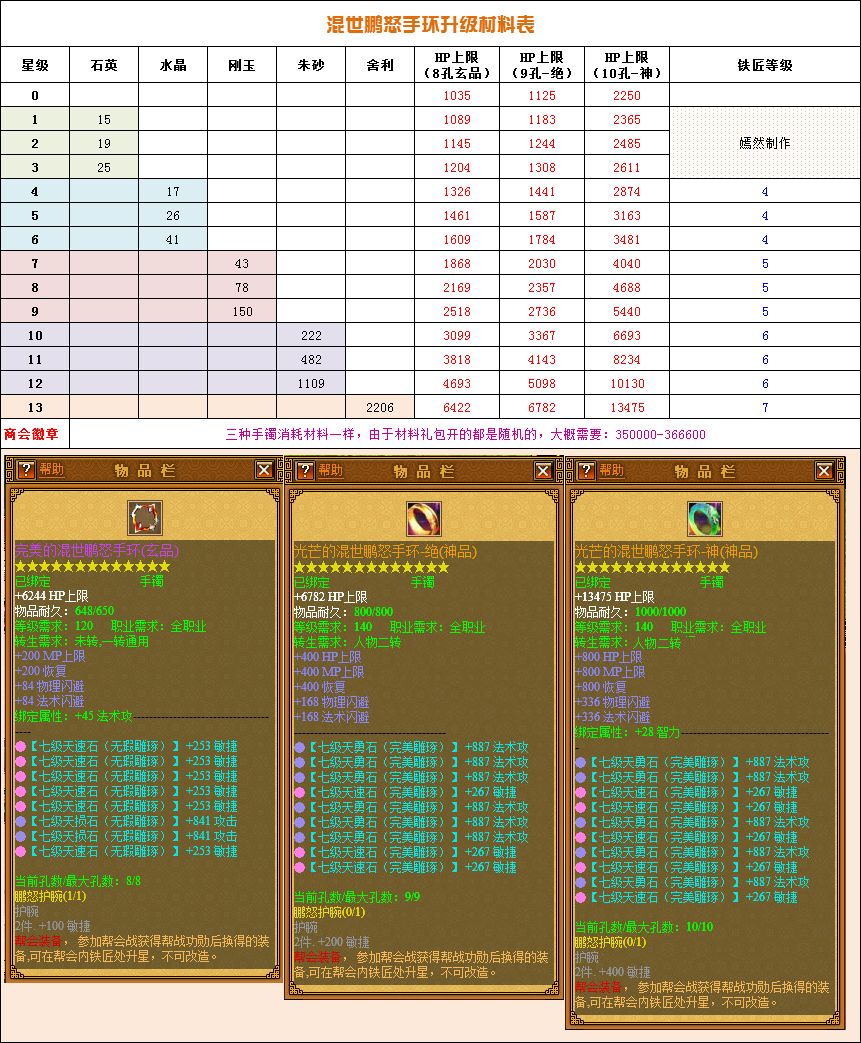 混世鹏怒手环升级材料表
星级 石英 水晶 刚玉 朱砂 舍利 HP上限（8孔玄品） HP上限（9孔-绝） HP上限（10孔-神） 铁匠等级
0 1035 1125 2250
1 15 1089 1183 2365
2 19 1145 1244 2485 嫣然制作
3 25 1204 1308 2611
4 17 1326 1441 2874 4
5 26 1461 1587 3163 4
6 41 1609 1784 3481 4
7 43 1868 2030 4040 5
8 78 2169 2357 4688 5
9 150 2518 2736 5440 5
10 222 3099 3367 6693 6
11 482 3818 4143 8234 6
12 1109 4693 5098 10130 6
13 2206 6422 6782 13475 7
商会徽章 三种手镯消耗材料一样，由于材料礼包开的都是随机的，大概需要：350000-366600
? 帮助 物品栏
完美的混世鹏怒手环(玄品)
★★★★★★★★★★★★★
已绑定 手镯
+6244 HP上限
物品耐久：648/650
等级需求：120 职业需求：全职业
转生需求：未转,一转通用
+200 MP上限
+200 恢复
+84 物理闪避
+84 法术闪避
绑定属性：+45 法术攻
【七级天速石（无瑕雕琢）】 +253 敏捷
【七级天速石（无瑕雕琢）】 +253 敏捷
【七级天速石（无瑕雕琢）】 +253 敏捷
【七级天速石（无瑕雕琢）】 +253 敏捷
【七级天速石（无瑕雕琢）】 +253 敏捷
【七级天损石（无瑕雕琢）】 +841 攻击
【七级天损石（无瑕雕琢）】 +841 攻击
【七级天速石（无瑕雕琢）】 +253 敏捷
当前孔数/最大孔数：8/8
鹏怒护腕(1/1)
护腕
2件. +100 敏捷
帮会装备，参加帮会战获得帮战功勋后换得的装
备,可在帮会内铁匠处升星，不可改造。
? 帮助 物品栏
光芒的混世鹏怒手环-绝(神品)
★★★★★★★★★★★★★
已绑定 手镯
+6782 HP上限
物品耐久：800/800
等级需求：140 职业需求：全职业
转生需求：人物二转
+400 HP上限
+400 MP上限
+400 恢复
+168 物理闪避
+168 法术闪避
【七级天勇石（完美雕琢）】 +887 法术攻
【七级天勇石（完美雕琢）】 +887 法术攻
【七级天勇石（完美雕琢）】 +887 法术攻
【七级天速石（完美雕琢）】 +267 敏捷
【七级天勇石（完美雕琢）】 +887 法术攻
【七级天勇石（完美雕琢）】 +887 法术攻
【七级天勇石（完美雕琢）】 +887 法术攻
【七级天速石（完美雕琢）】 +267 敏捷
【七级天速石（完美雕琢）】 +267 敏捷
当前孔数/最大孔数：9/9
鹏怒护腕(0/1)
护腕
2件. +200 敏捷
帮会装备，参加帮会战获得帮战功勋后换得的装
备,可在帮会内铁匠处升星，不可改造。
? 帮助 物品栏
光芒的混世鹏怒手环-神(神品)
★★★★★★★★★★★★★
已绑定 手镯
+13475 HP上限
物品耐久：1000/1000
等级需求：140 职业需求：全职业
转生需求：人物二转
+800 HP上限
+800 MP上限
+800 恢复
+336 物理闪避
+336 法术闪避
绑定属性：+28 智力
【七级天勇石（完美雕琢）】 +887 法术攻
【七级天勇石（完美雕琢）】 +887 法术攻
【七级天速石（完美雕琢）】 +267 敏捷
【七级天速石（完美雕琢）】 +267 敏捷
【七级天勇石（完美雕琢）】 +887 法术攻
【七级天速石（完美雕琢）】 +267 敏捷
【七级天勇石（完美雕琢）】 +887 法术攻
【七级天速石（完美雕琢）】 +267 敏捷
【七级天勇石（完美雕琢）】 +887 法术攻
【七级天速石（完美雕琢）】 +267 敏捷
当前孔数/最大孔数：10/10
鹏怒护腕(0/1)
护腕
2件. +400 敏捷
帮会装备，参加帮会战获得帮战功勋后换得的装
备,可在帮会内铁匠处升星，不可改造。